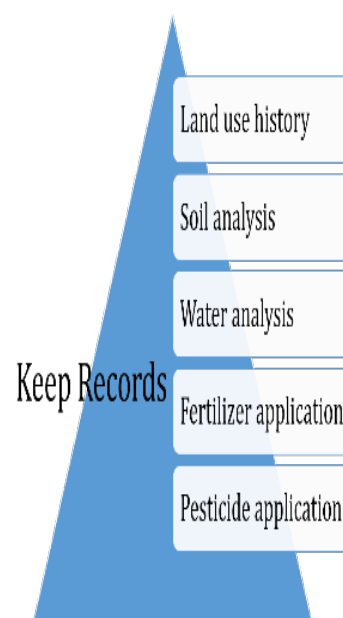 Land use history
Soil analysis
Water analysis
Keep Records
Fertilizer application
Pesticide application